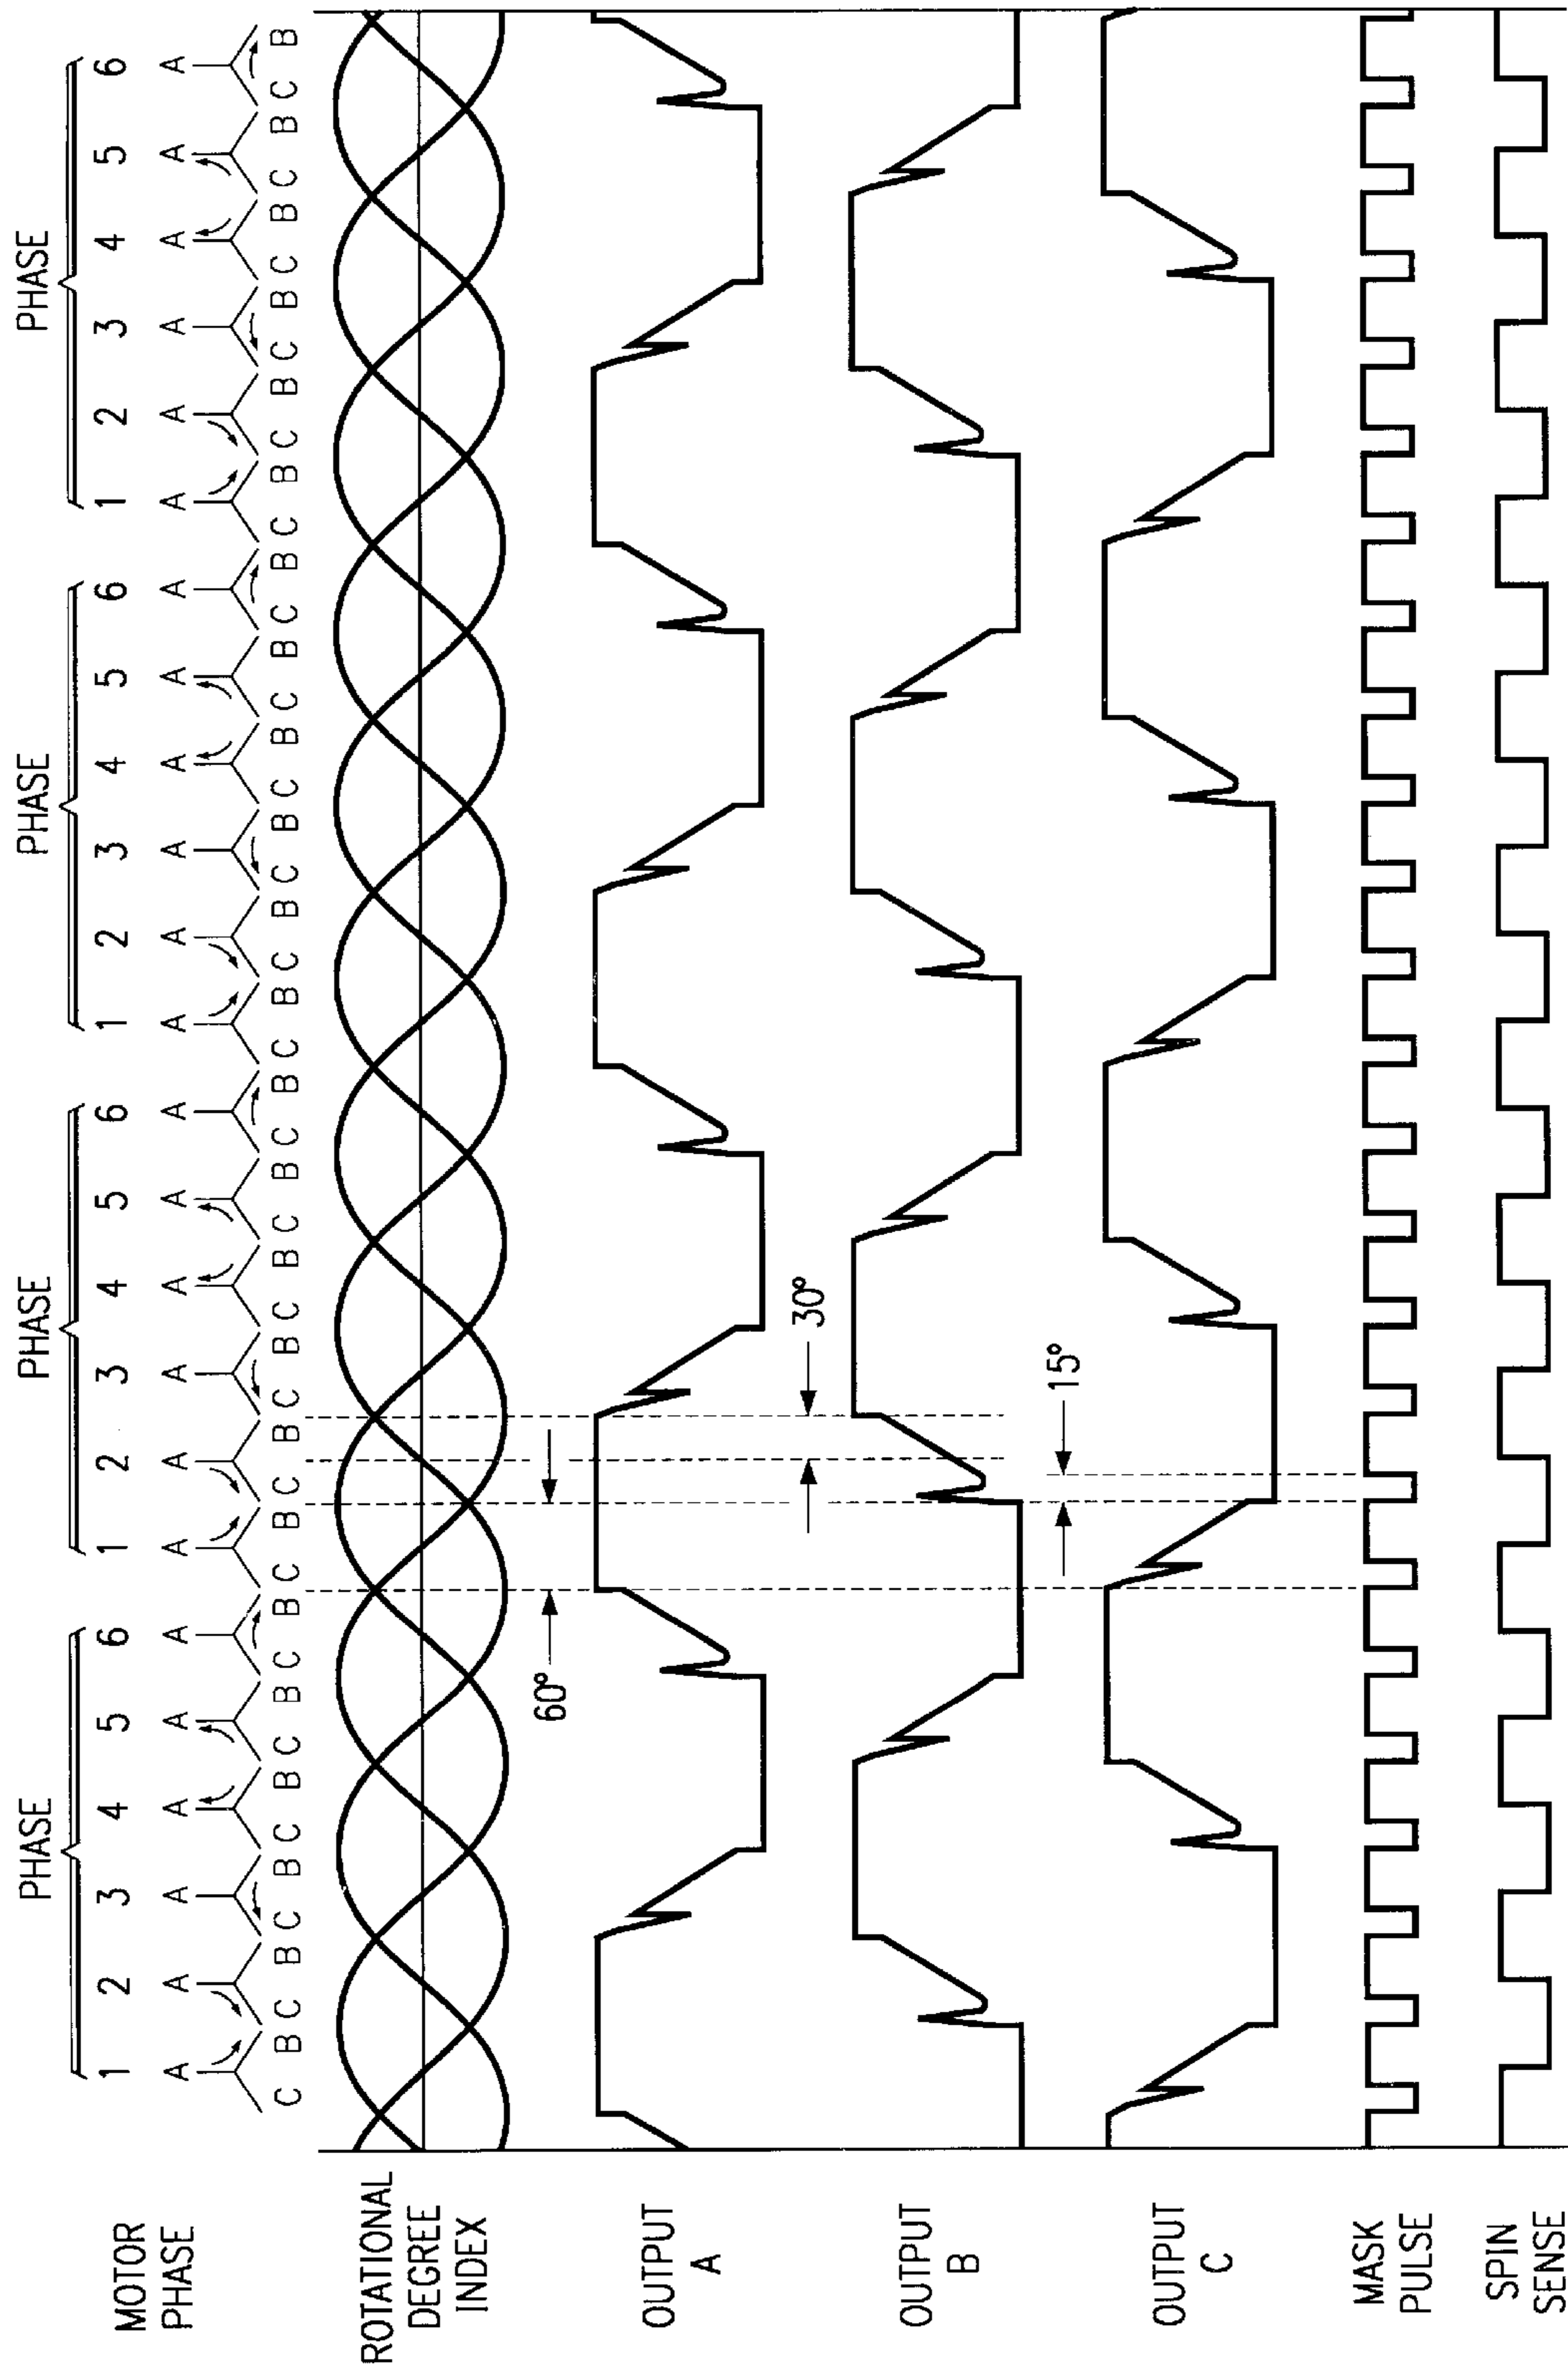 PHASE PHASE PHASE PHASE
1 2 3 4 5 6 1 2 3 4 5 6 1 2 3 4 5 6 1 2 3 4 5 6
MOTOR
PHASE
A A A A A A A A A A A A A A A A A A A A A A A A
C B C B C B C B C B C B C B C B C B C B C B C B C B C B C B C B C B C B C B C B C B C B C B C B
ROTATIONAL
DEGREE
INDEX
60°
OUTPUT
A
30°
OUTPUT
B
15°
OUTPUT
C
MASK
PULSE
SPIN
SENSE